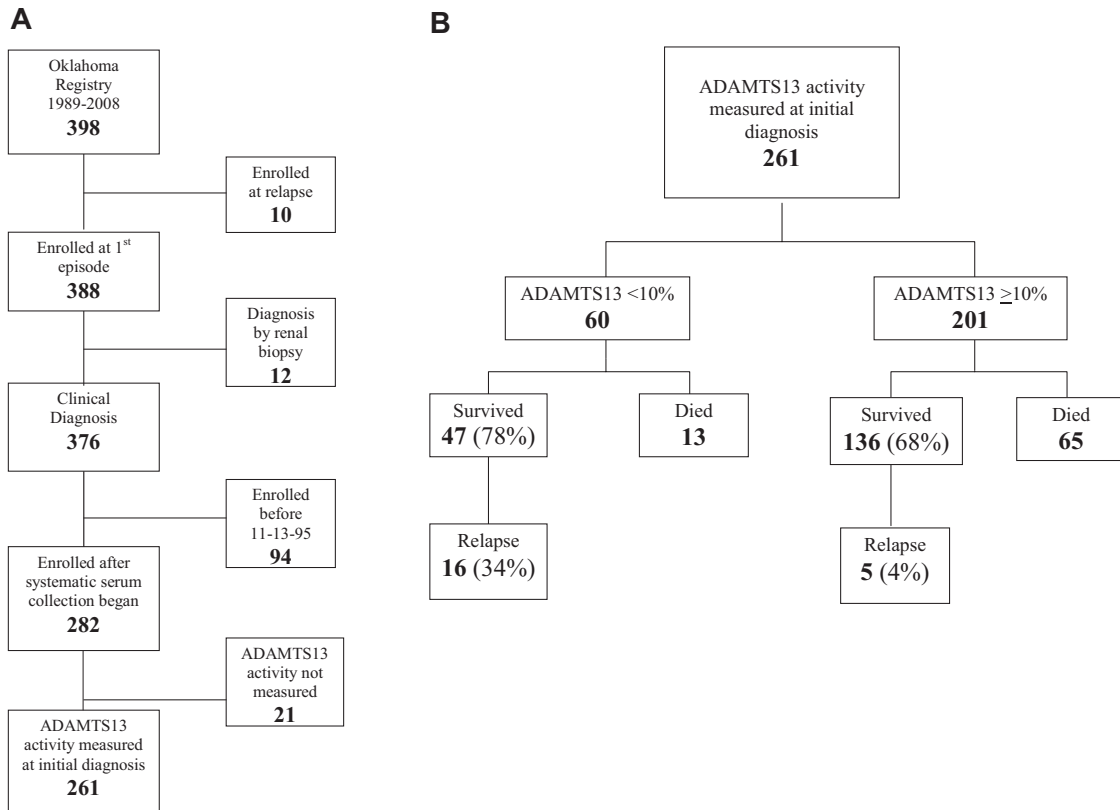 A
Oklahoma
Registry
1989-2008
398
Enrolled
at relapse
10
Enrolled at 1st
episode
388
Diagnosis
by renal
biopsy
12
Clinical
Diagnosis
376
Enrolled
before
11-13-95
94
Enrolled after
systematic serum
collection began
282
ADAMTS13
activity not
measured
21
ADAMTS13
activity measured
at initial diagnosis
261
B
ADAMTS13 activity
measured at initial
diagnosis
261
ADAMTS13 <10%
60
ADAMTS13 ≥10%
201
Survived
47 (78%)
Died
13
Survived
136 (68%)
Died
65
Relapse
16 (34%)
Relapse
5 (4%)